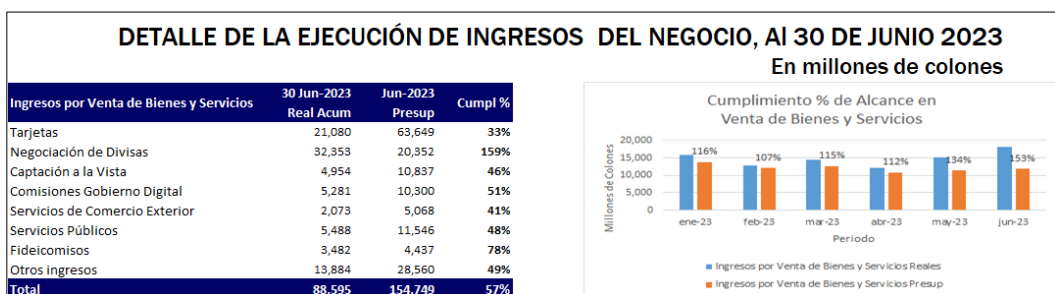 DETALLE DE LA EJECUCIÓN DE INGRESOS DEL NEGOCIO, Al 30 DE JUNIO 2023
En millones de colones
Ingresos por Venta de Bienes y Servicios 30 Jun-2023 Real Acum Jun-2023 Presup Cumpl %
Tarjetas 21,080 63,649 33%
Negociación de Divisas 32,353 20,352 159%
Captación a la Vista 4,954 10,837 46%
Comisiones Gobierno Digital 5,281 10,300 51%
Servicios de Comercio Exterior 2,073 5,068 41%
Servicios Públicos 5,488 11,546 48%
Fideicomisos 3,482 4,437 78%
Otros ingresos 13,884 28,560 49%
Total 88,595 154,749 57%
Cumplimiento % de Alcance en
Venta de Bienes y Servicios
Millones de Colones
20,000
15,000
10,000
5,000
0
116% 107% 115% 112% 134% 153%
ene-23 feb-23 mar-23 abr-23 may-23 jun-23
Periodo
Ingresos por Venta de Bienes y Servicios Reales
Ingresos por Venta de Bienes y Servicios Presup